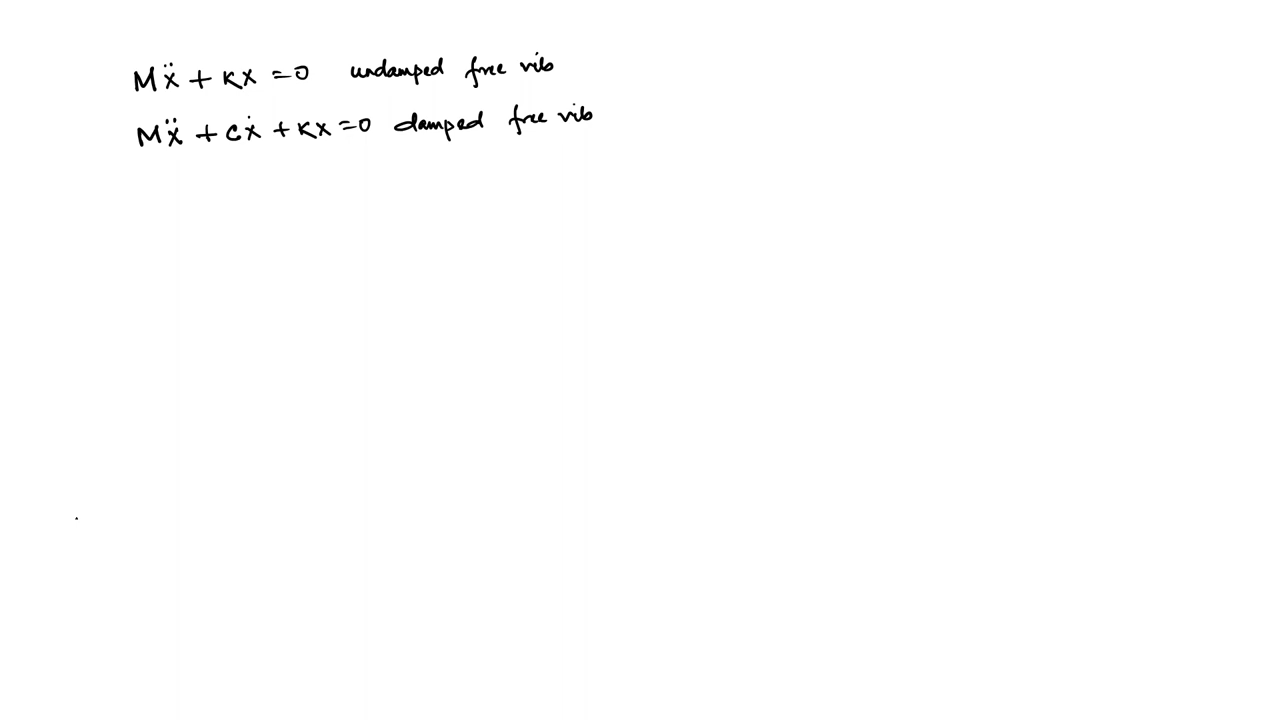 Mẍ + Kx = 0 undamped free vib
Mẍ + Cẋ + Kx = 0 damped free vib